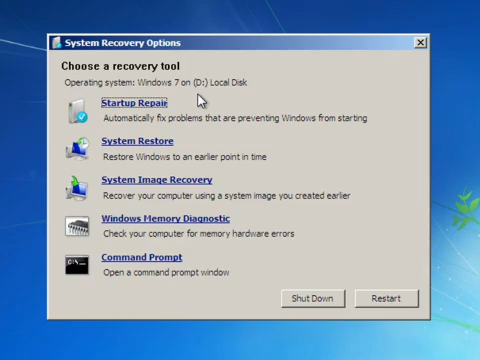 System Recovery Options
Choose a recovery tool
Operating system: Windows 7 on (D:) Local Disk
Startup Repair
Automatically fix problems that are preventing Windows from starting
System Restore
Restore Windows to an earlier point in time
System Image Recovery
Recover your computer using a system image you created earlier
Windows Memory Diagnostic
Check your computer for memory hardware errors
Command Prompt
Open a command prompt window
Shut Down
Restart